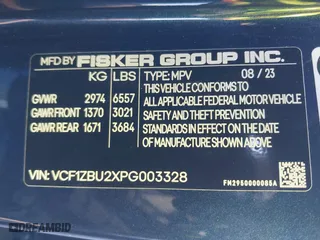 MFD BY FISKER GROUP INC.
KG LBS TYPE: MPV 08 / 23
GVWR 2974 6557 THIS VEHICLE CONFORMS TO
GAWR FRONT 1370 3021 ALL APPLICABLE FEDERAL MOTOR VEHICLE
GAWR REAR 1671 3684 SAFETY AND THEFT PREVENTION
STANDARDS IN EFFECT ON THE DATE OF
MANUFACTURE SHOWN ABOVE.
VIN: VCF1ZBU2XPG003328
FM29S0000085A
DREAMBID